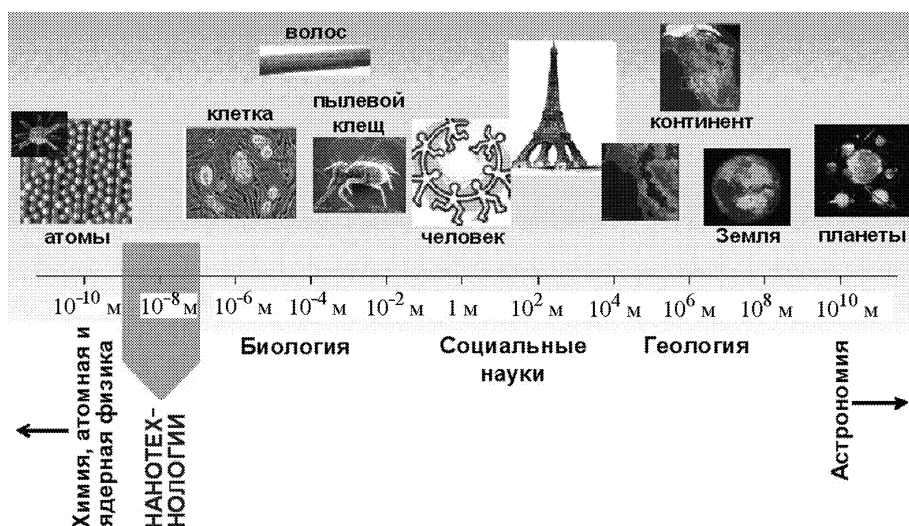 волос
клетка
пылевой
клещ
континент
атомы
человек
Земля
планеты
10⁻¹⁰ м 10⁻⁸ м 10⁻⁶ м 10⁻⁴ м 10⁻² м 1 м 10² м 10⁴ м 10⁶ м 10⁸ м 10¹⁰ м
Биология
Социальные
науки
Геология
Химия, атомная и
ядерная физика
НАНОТЕХ–
НОЛОГИИ
Астрономия